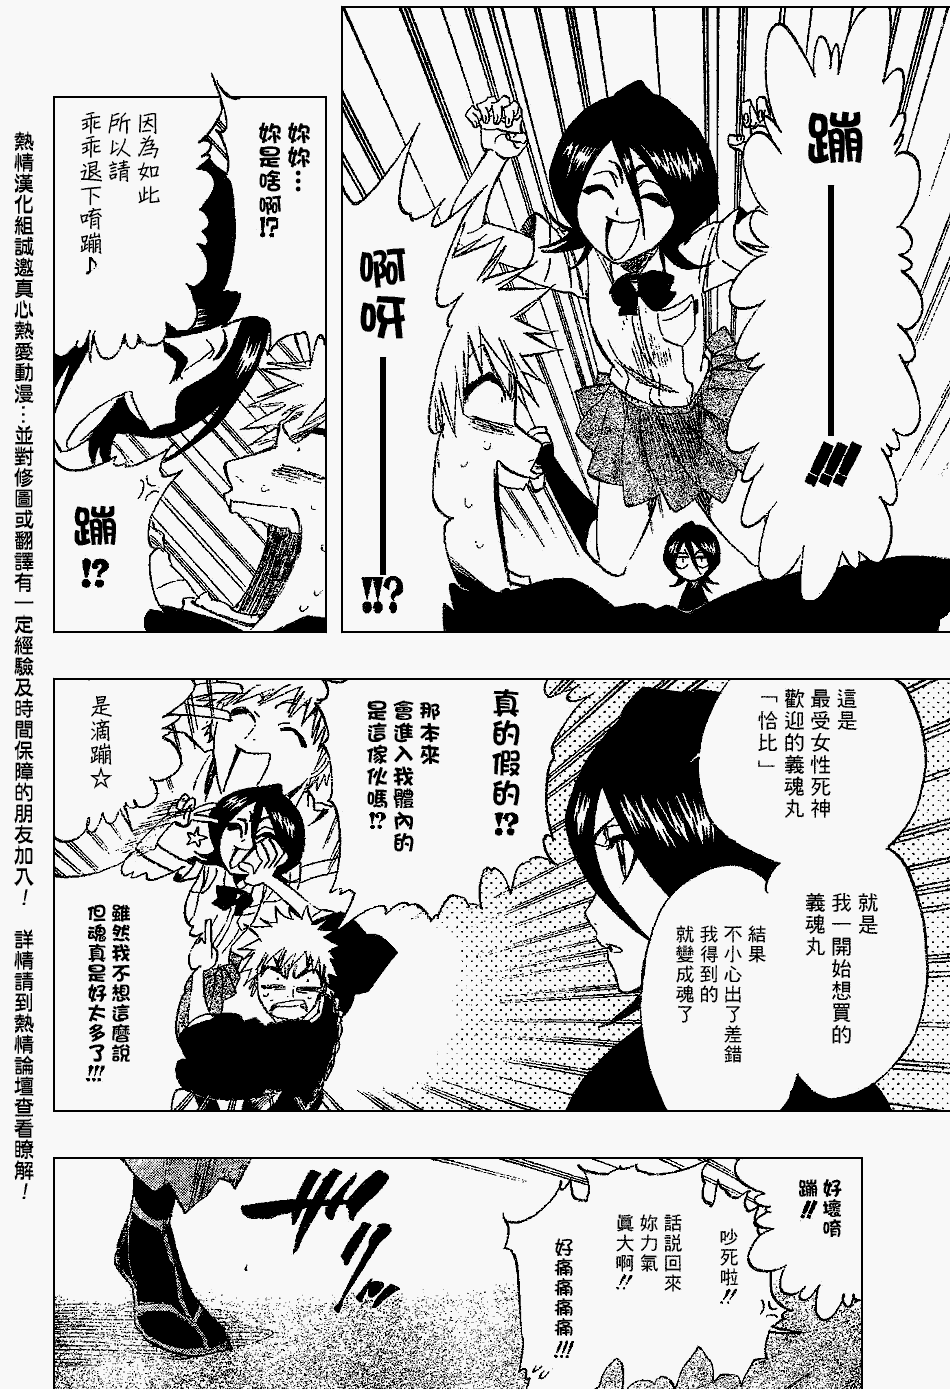 蹦——!!!
啊呀——!!?
妳妳…
妳是啥啊!?
因為如此
所以請
乖乖退下唷蹦♪
蹦!?
這是
最受女性死神
歡迎的義魂丸
「恰比」
就是
我一開始想買的
義魂丸
結果
不小心出了差錯
我得到的
就變成魂了
真的假的!?
那本來
會進入我體內的
是這傢伙嗎!?
是滴蹦☆
雖然我不想這麼說
但魂真是好太多了!!!
好壞唷
蹦!!
吵死啦!!
話說回來
妳力氣
真大啊!!
好痛痛痛痛!!!
熱情漢化組誠邀真心熱愛動漫…並對修圖或翻譯有一定經驗及時間保障的朋友加入！ 詳情請到熱情論壇查看瞭解！